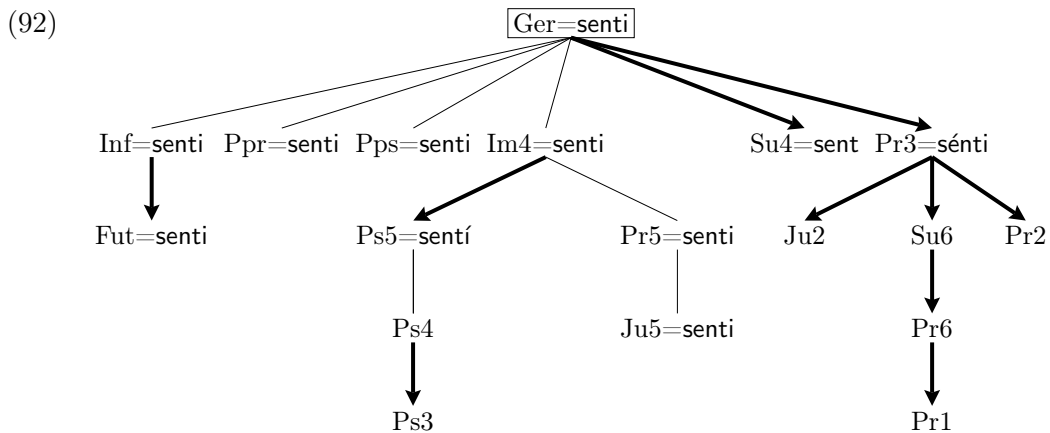 (92) Ger=senti
Inf=senti Ppr=senti Pps=senti Im4=senti Su4=sent Pr3=sénti
Fut=senti Ps5=sentí Pr5=senti Ju2 Su6 Pr2
Ps4 Ju5=senti Pr6
Ps3 Pr1